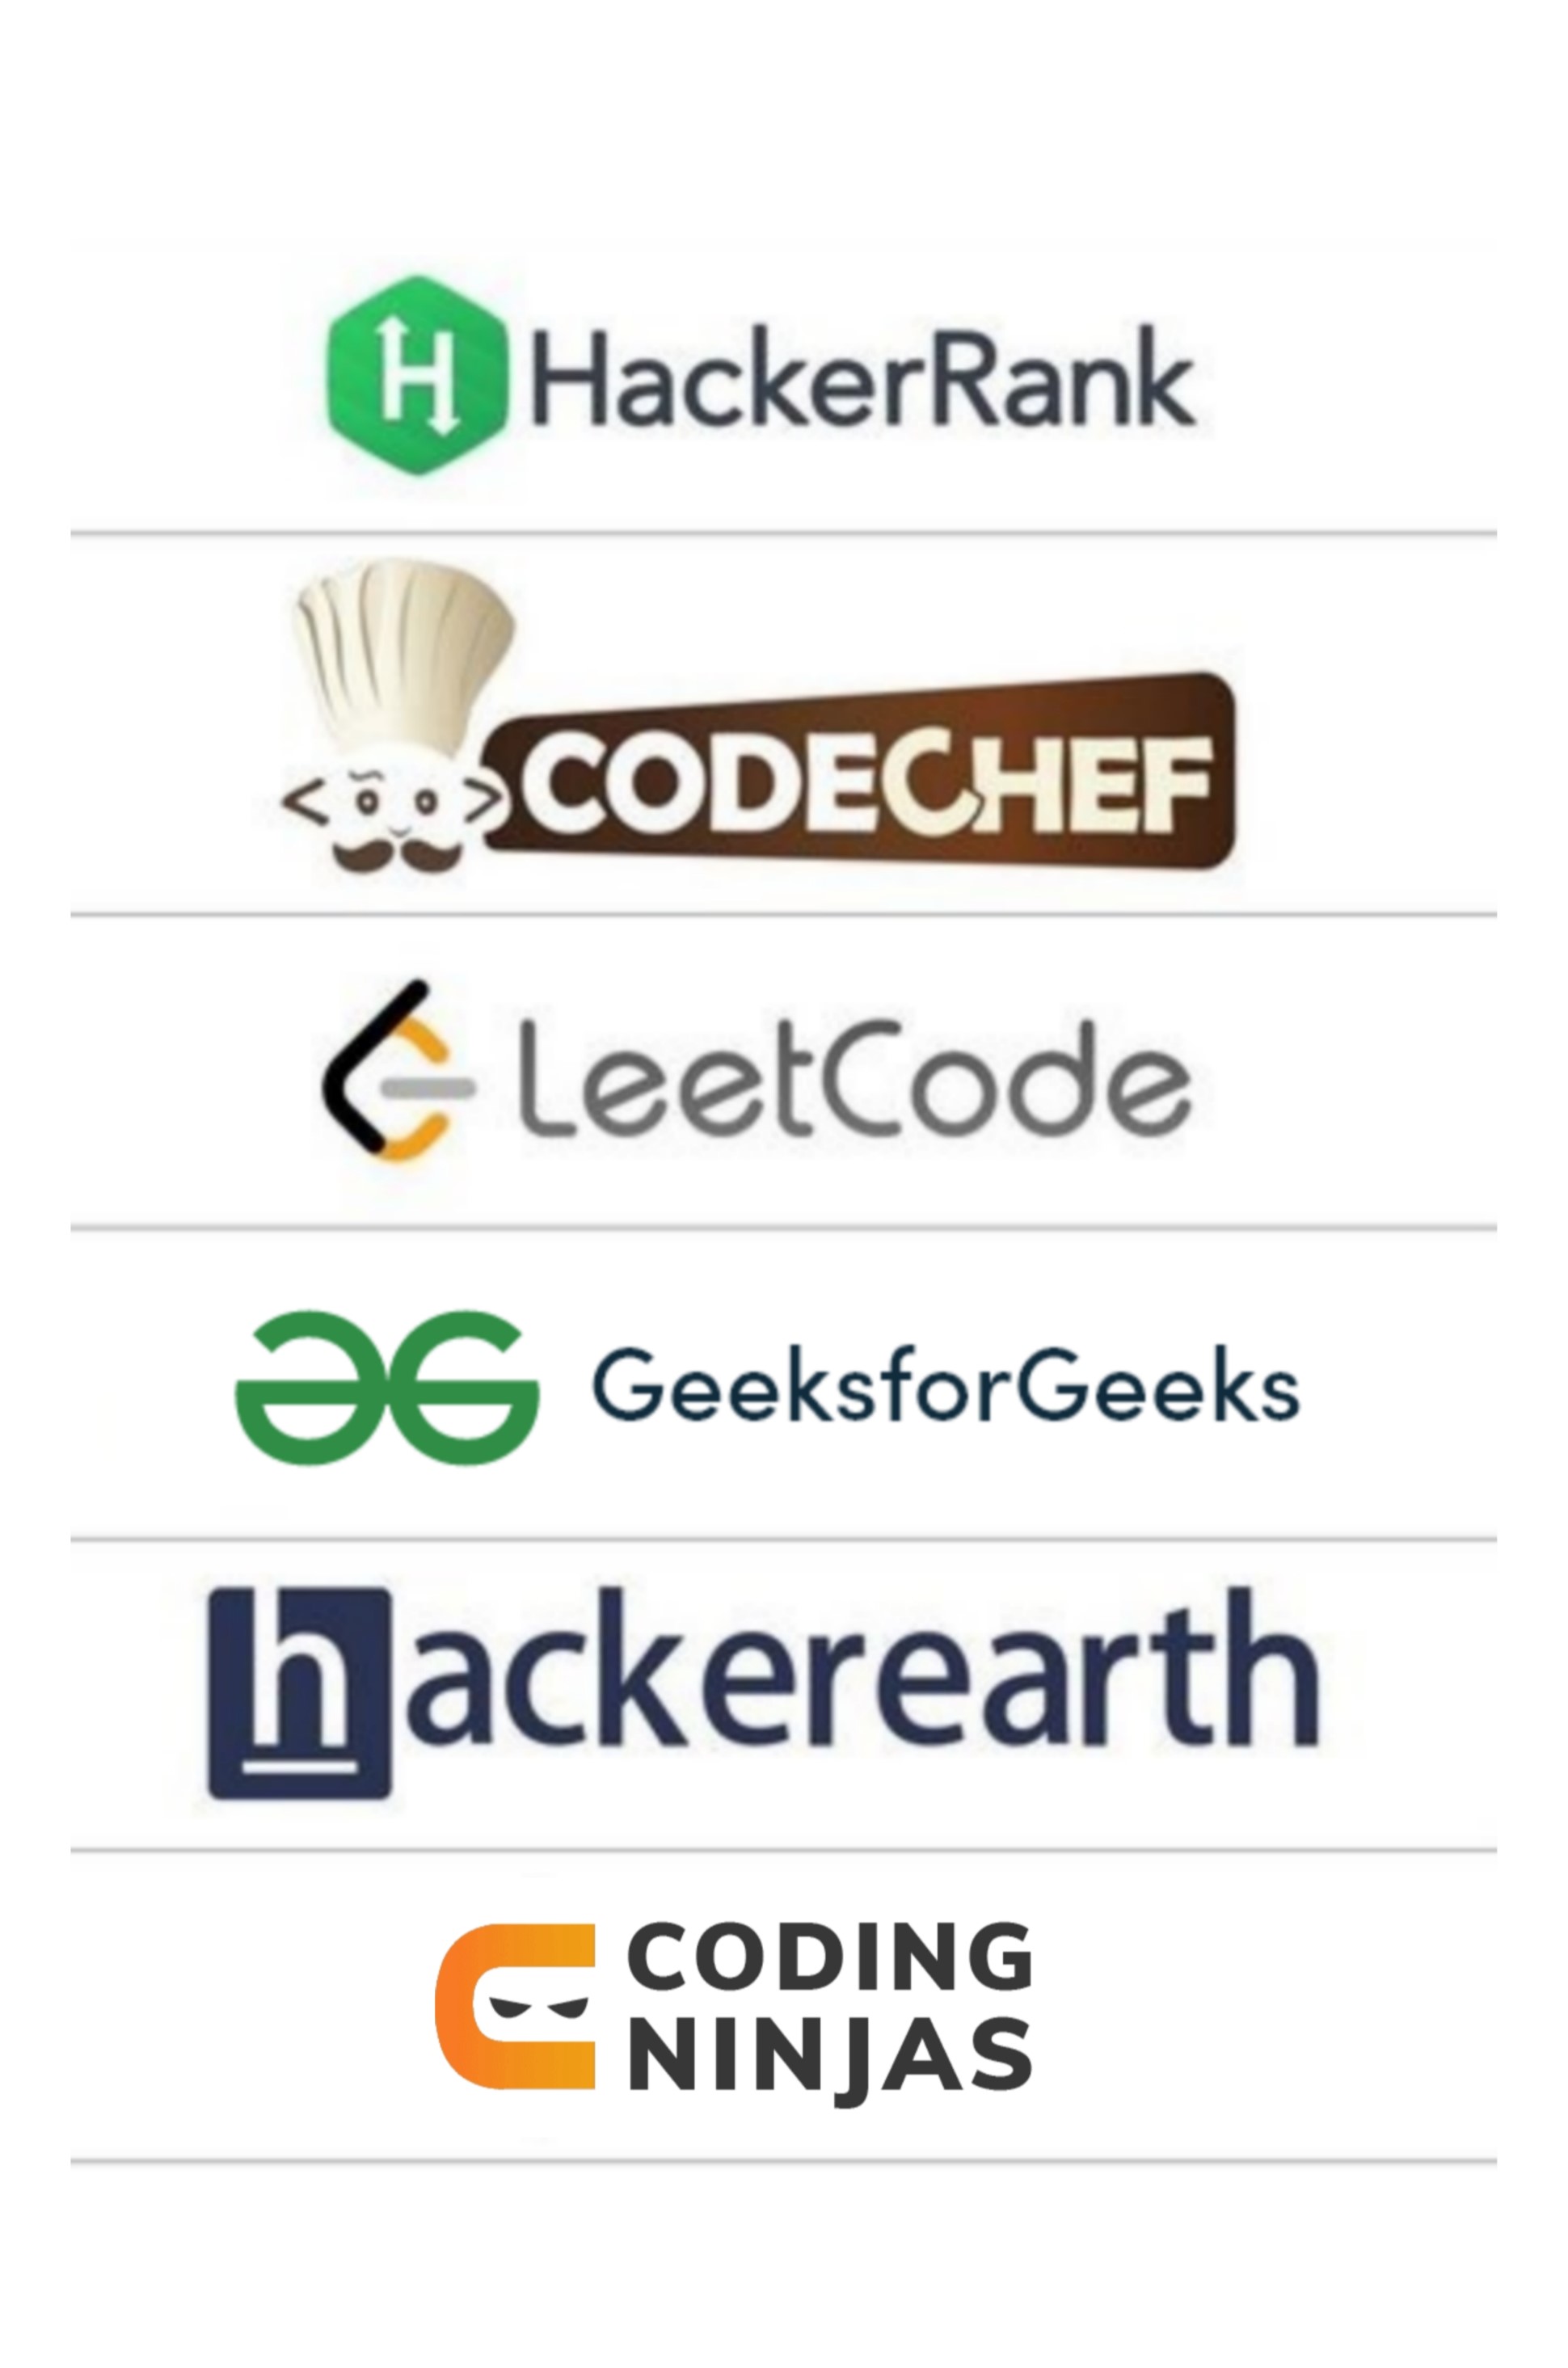 HackerRank
CODECHEF
LeetCode
GeeksforGeeks
hackerearth
CODING
NINJAS